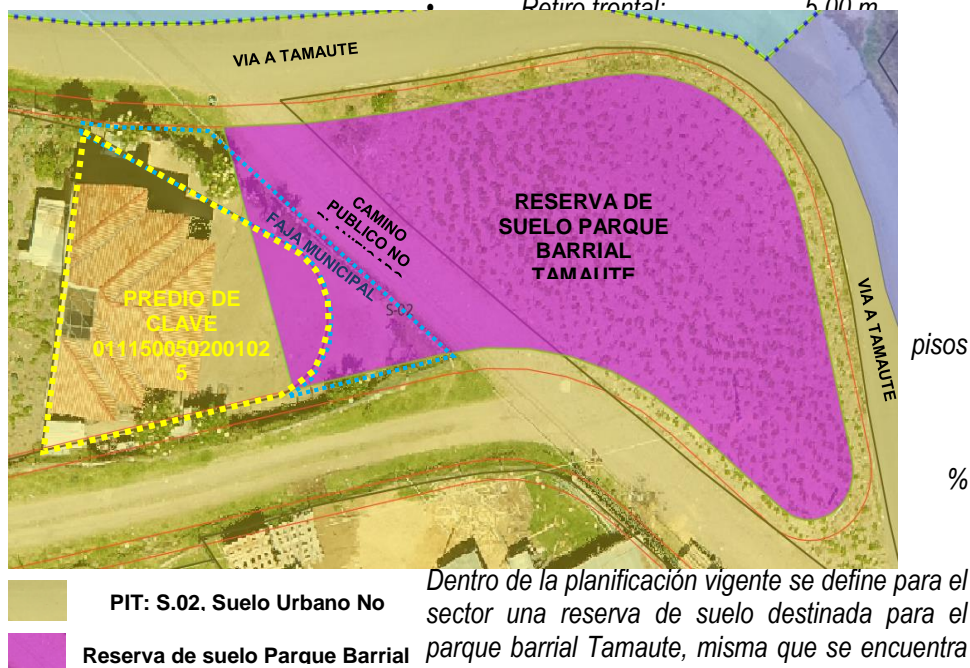 Retiro frontal: 5.00 m
VIA A TAMAUTE
CAMINO
PUBLICO NO
FAJA MUNICIPAL
S-C7
RESERVA DE
SUELO PARQUE
BARRIAL
TAMAUTE
PREDIO DE
CLAVE
011150050200102
5
VIA A TAMAUTE
pisos
%
PIT: S.02, Suelo Urbano No
Reserva de suelo Parque Barrial
Dentro de la planificación vigente se define para el
sector una reserva de suelo destinada para el
parque barrial Tamaute, misma que se encuentra